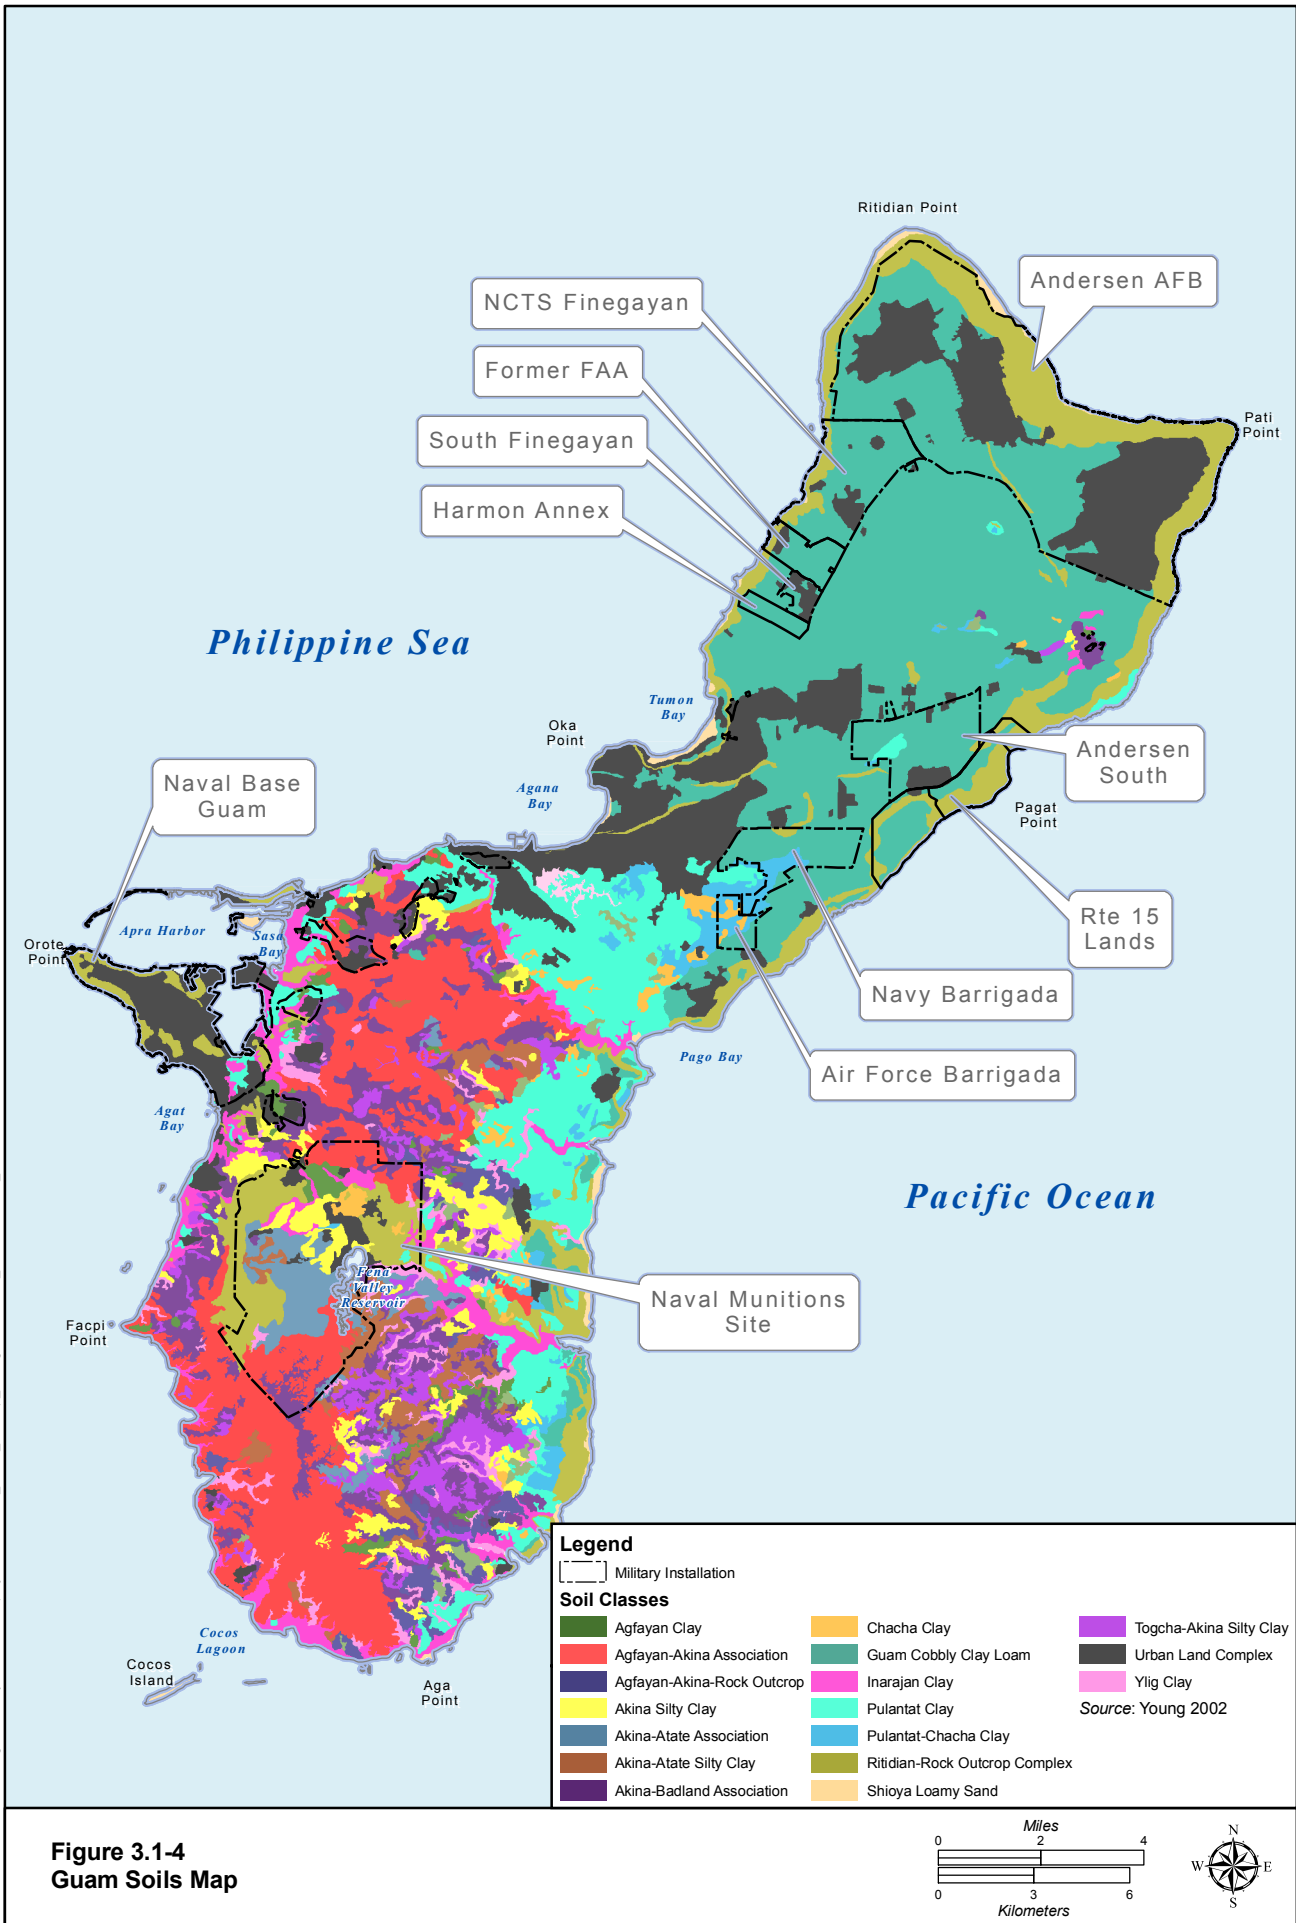 Ritidian Point
Andersen AFB
NCTS Finegayan
Former FAA
South Finegayan
Pati
Point
Harmon Annex
Philippine Sea
Tumon
Bay
Oka
Point
Andersen
South
Naval Base
Guam
Agana
Bay
Pagat
Point
Rte 15
Lands
Apra Harbor
Sasa
Bay
Orote
Point
Navy Barrigada
Pago Bay
Air Force Barrigada
Agat
Bay
Pacific Ocean
Fena
Valley
Reservoir
Naval Munitions
Site
Facpi
Point
Cocos
Lagoon
Cocos
Island
Aga
Point
Legend
Military Installation
Soil Classes
Agfayan Clay
Agfayan-Akina Association
Agfayan-Akina-Rock Outcrop
Akina Silty Clay
Akina-Atate Association
Akina-Atate Silty Clay
Akina-Badland Association
Chacha Clay
Guam Cobbly Clay Loam
Inarajan Clay
Pulantat Clay
Pulantat-Chacha Clay
Ritidian-Rock Outcrop Complex
Shioya Loamy Sand
Togcha-Akina Silty Clay
Urban Land Complex
Ylig Clay
Source: Young 2002
Figure 3.1-4
Guam Soils Map
Miles
0 2 4
0 3 6
Kilometers
N
W E
S